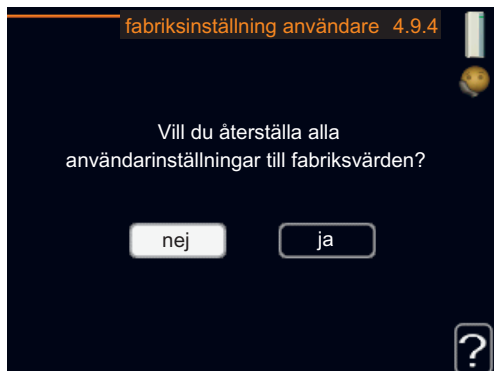 fabriksinställning användare 4.9.4
Vill du återställa alla
användarinställningar till fabriksvärden?
nej ja
?